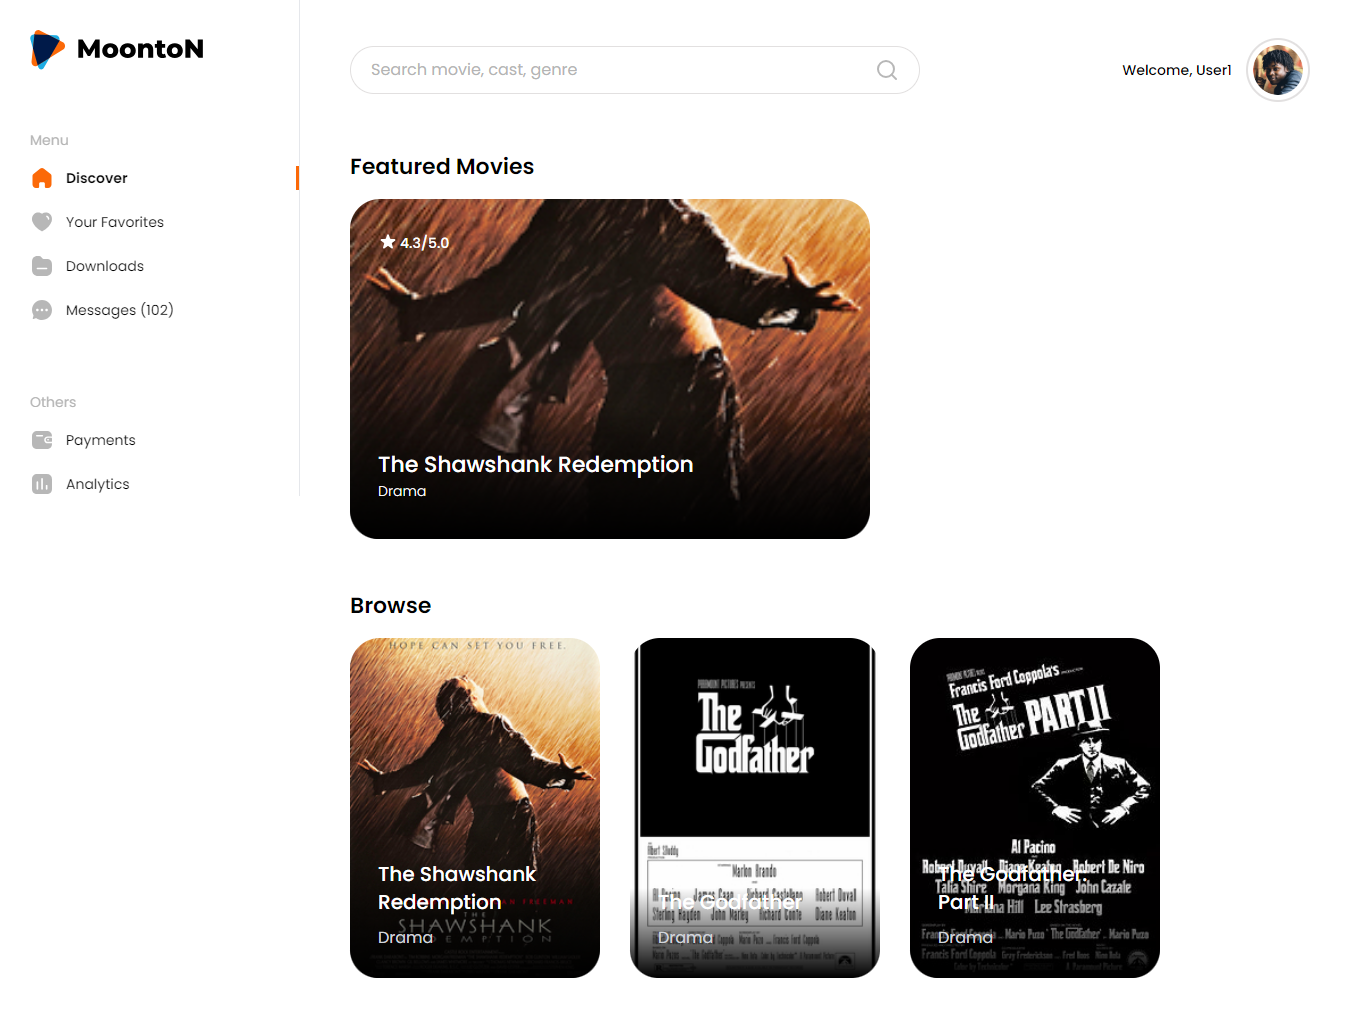 MoontoN
Search movie, cast, genre
Welcome, User1
Menu
Discover
Your Favorites
Downloads
Messages (102)
Others
Payments
Analytics
Featured Movies
4.3/5.0
The Shawshank Redemption
Drama
Browse
HOPE CAN SET YOU FREE.
The Shawshank
Redemption
THE
SHAWSHANK
REDEMPTION
Drama
PARAMOUNT PICTURES PRESENTS
The
Godfather
Marlon Brando
Al Pacino James Caan Richard Castellano Robert Duvall
Sterling Hayden John Marley Richard Conte Diane Keaton
The Godfather
Drama
Francis Ford Coppola's
The
Godfather PART II
Al Pacino
Robert Duvall Diane Keaton Robert De Niro
Talia Shire Morgana King John Cazale
Mariana Hill Lee Strasberg
The Godfather:
Part II
Drama